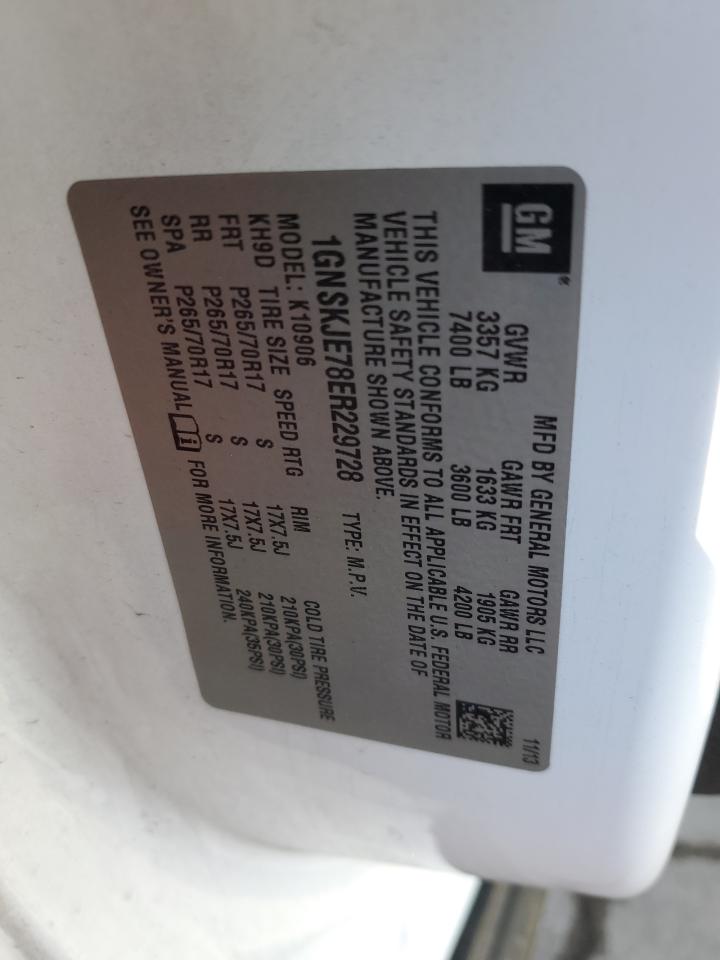 GM®
MFD BY GENERAL MOTORS LLC 11/13
GVWR GAWR FRT GAWR RR
3357 KG 1633 KG 1905 KG
7400 LB 3600 LB 4200 LB
THIS VEHICLE CONFORMS TO ALL APPLICABLE U.S. FEDERAL MOTOR
VEHICLE SAFETY STANDARDS IN EFFECT ON THE DATE OF
MANUFACTURE SHOWN ABOVE.
1GNSKJE78ER229728 TYPE: M.P.V.
MODEL: K10906
KH9D TIRE SIZE SPEED RTG RIM COLD TIRE PRESSURE
FRT P265/70R17 S 17X7.5J 210KPA(30PSI)
RR P265/70R17 S 17X7.5J 210KPA(30PSI)
SPA P265/70R17 S 17X7.5J 240KPA(35PSI)
SEE OWNER'S MANUAL i FOR MORE INFORMATION.